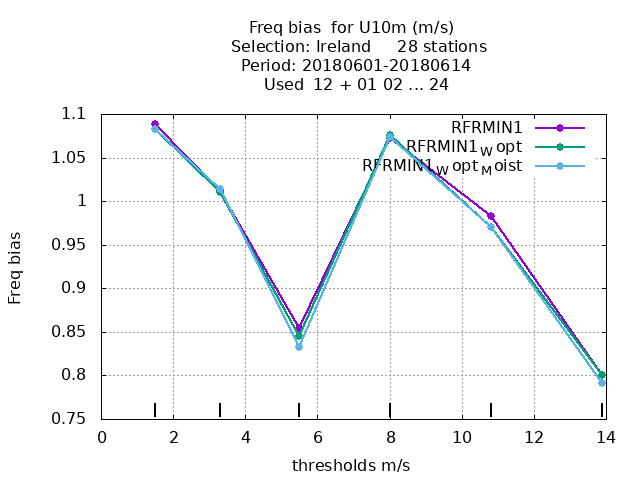 Freq bias  for U10m (m/s)
Selection: Ireland     28 stations
Period: 20180601-20180614
Used  12 + 01 02 ... 24
RFRMIN1
RFRMIN1_W opt
RFRMIN1_W opt_M oist
1.1
1.05
1
0.95
0.9
0.85
0.8
0.75
Freq bias
0 2 4 6 8 10 12 14
thresholds m/s